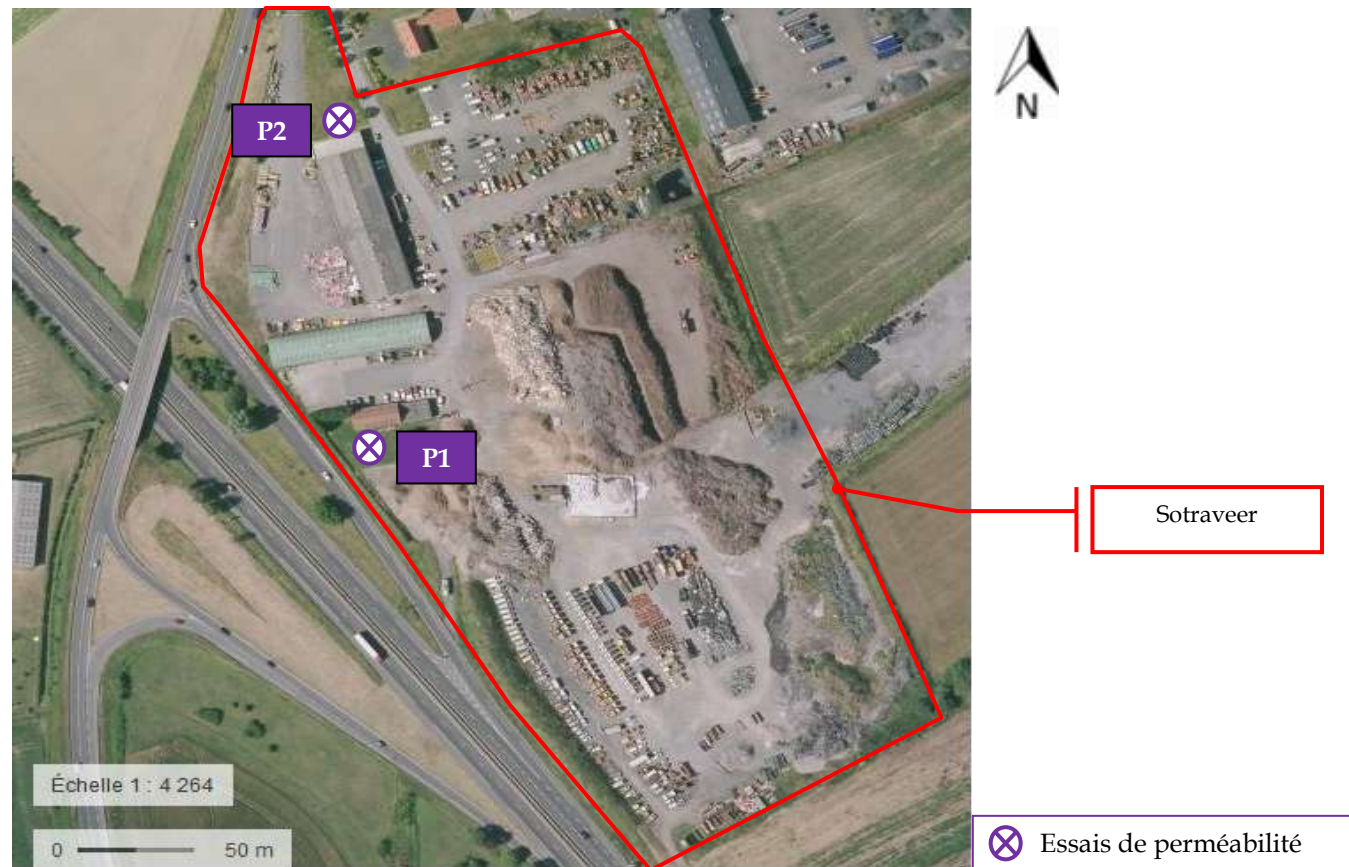 N
P2
P1
Sotraveer
Échelle 1 : 4 264
0 50 m
Essais de perméabilité